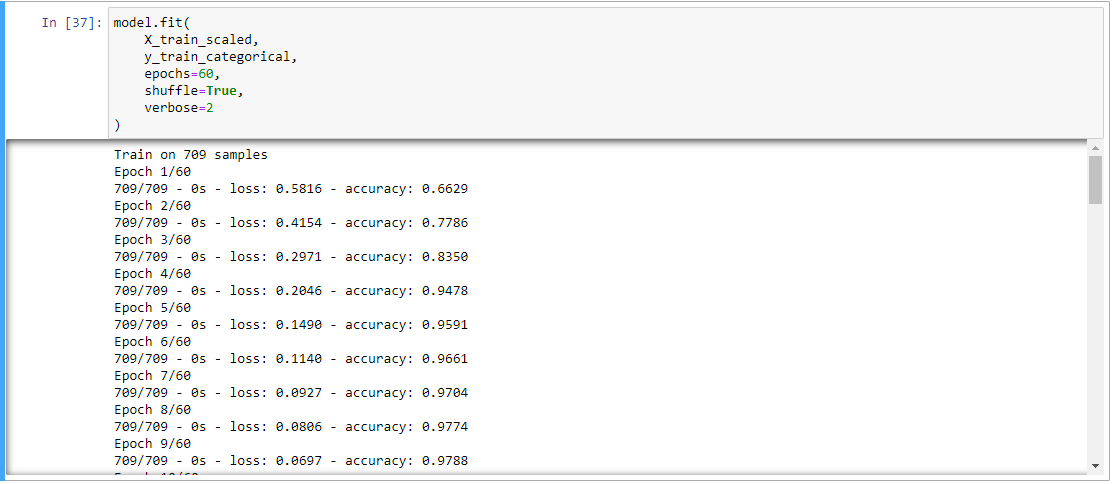 In [37]: model.fit(
X_train_scaled,
y_train_categorical,
epochs=60,
shuffle=True,
verbose=2
)
Train on 709 samples
Epoch 1/60
709/709 - 0s - loss: 0.5816 - accuracy: 0.6629
Epoch 2/60
709/709 - 0s - loss: 0.4154 - accuracy: 0.7786
Epoch 3/60
709/709 - 0s - loss: 0.2971 - accuracy: 0.8350
Epoch 4/60
709/709 - 0s - loss: 0.2046 - accuracy: 0.9478
Epoch 5/60
709/709 - 0s - loss: 0.1490 - accuracy: 0.9591
Epoch 6/60
709/709 - 0s - loss: 0.1140 - accuracy: 0.9661
Epoch 7/60
709/709 - 0s - loss: 0.0927 - accuracy: 0.9704
Epoch 8/60
709/709 - 0s - loss: 0.0806 - accuracy: 0.9774
Epoch 9/60
709/709 - 0s - loss: 0.0697 - accuracy: 0.9788